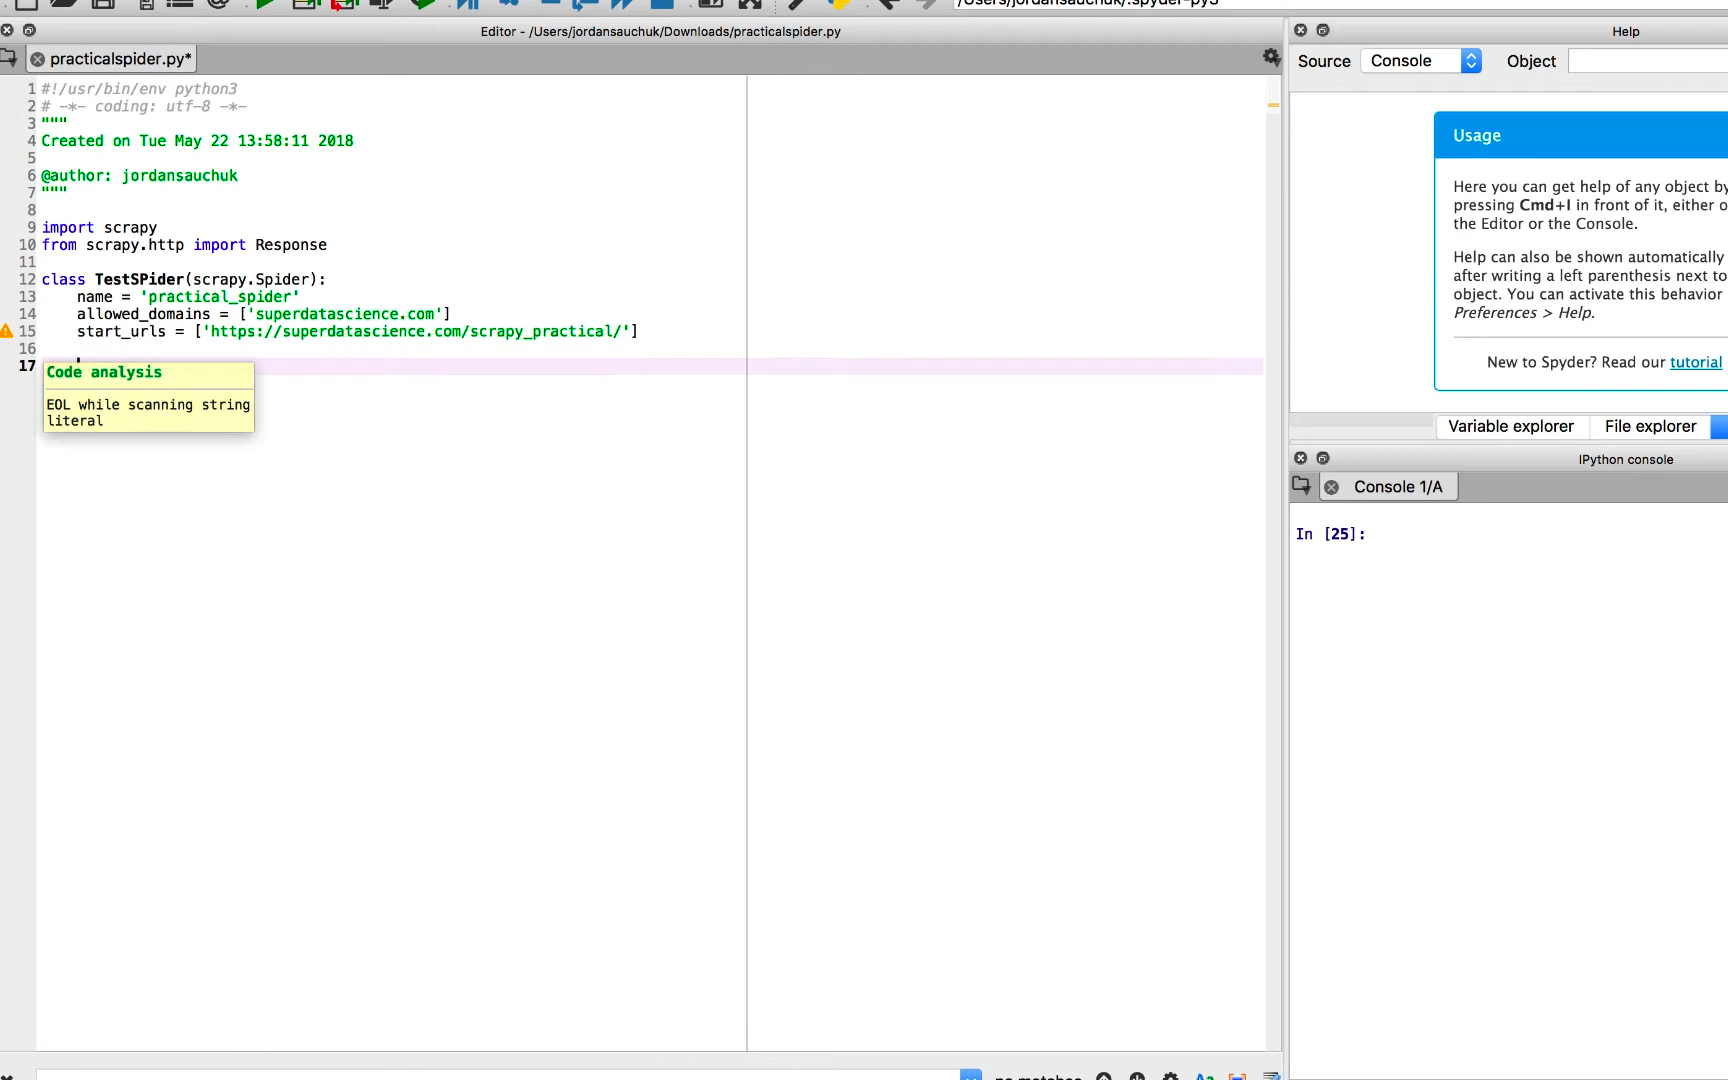 /Users/jordansauchuk/.spyder-py3
Editor - /Users/jordansauchuk/Downloads/practicalspider.py
Help
practicalspider.py*
Source Console Object
1 #!/usr/bin/env python3
2 # -*- coding: utf-8 -*-
3 """
4 Created on Tue May 22 13:58:11 2018
5
6 @author: jordansauchuk
7 """
8
9 import scrapy
10 from scrapy.http import Response
11
12 class TestSPider(scrapy.Spider):
13 name = 'practical_spider'
14 allowed_domains = ['superdatascience.com']
15 start_urls = ['https://superdatascience.com/scrapy_practical/']
16
17
Code analysis
EOL while scanning string
literal
Usage
Here you can get help of any object by
pressing Cmd+I in front of it, either o
the Editor or the Console.
Help can also be shown automatically
after writing a left parenthesis next to
object. You can activate this behavior
Preferences > Help.
New to Spyder? Read our tutorial
Variable explorer File explorer
IPython console
Console 1/A
In [25]:
no matches Aa